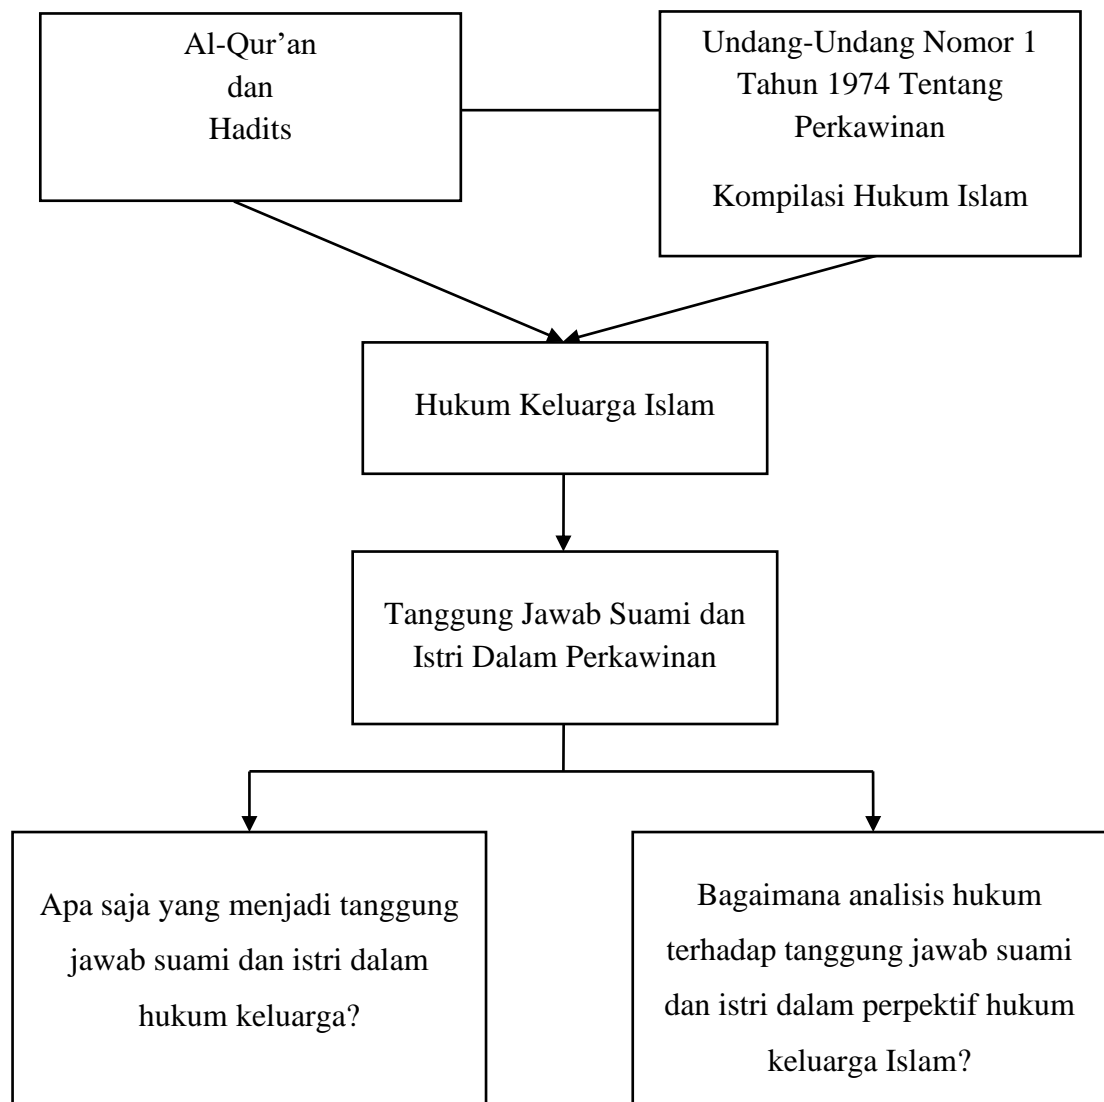 Al-Qur’an
dan
Hadits
Undang-Undang Nomor 1
Tahun 1974 Tentang
Perkawinan
Kompilasi Hukum Islam
Hukum Keluarga Islam
Tanggung Jawab Suami dan
Istri Dalam Perkawinan
Apa saja yang menjadi tanggung
jawab suami dan istri dalam
hukum keluarga?
Bagaimana analisis hukum
terhadap tanggung jawab suami
dan istri dalam perpektif hukum
keluarga Islam?